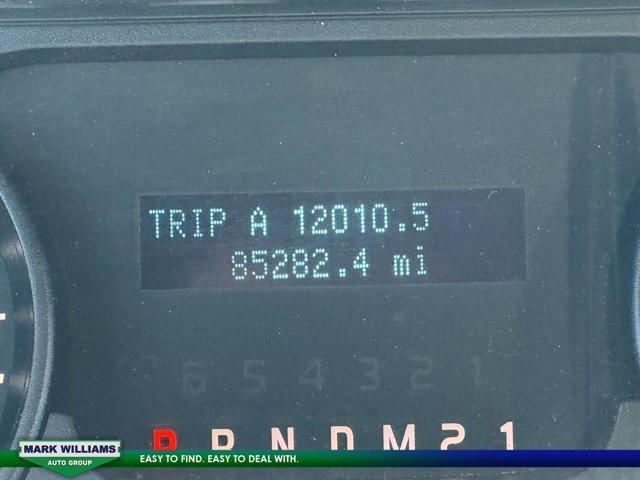 TRIP A 12010.5
85282.4 mi
6 5 4 3 2 1
P R N D M 2 1
MARK WILLIAMS
AUTO GROUP
EASY TO FIND. EASY TO DEAL WITH.